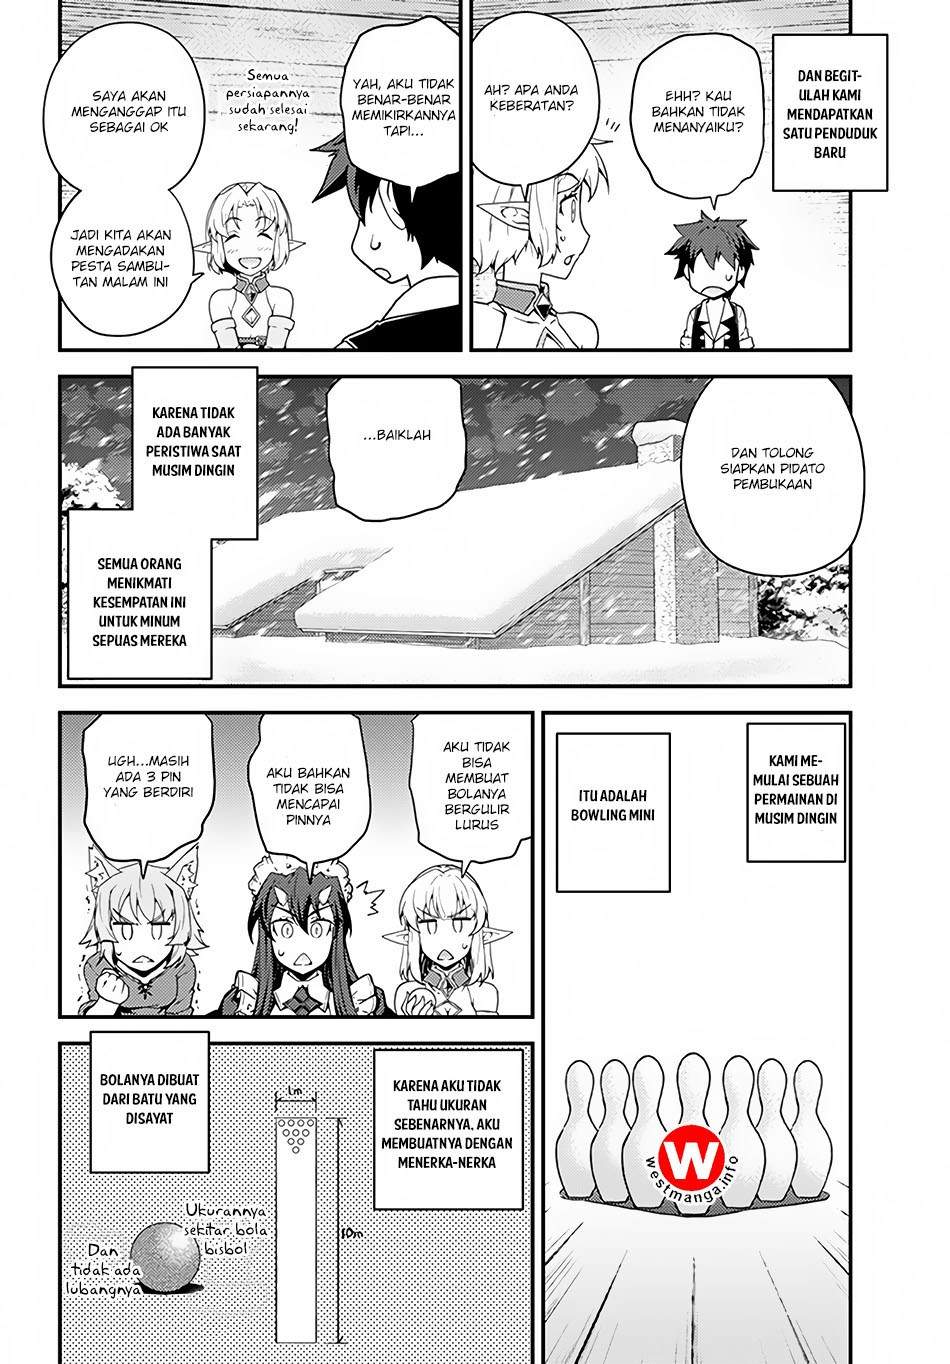 DAN BEGIT-
ULAH KAMI
MENDAPATKAN
SATU PENDUDUK
BARU
EHH? KAU
BAHKAN TIDAK
MENANYAIKU?
AH? APA ANDA
KEBERATAN?
YAH, AKU TIDAK
BENAR-BENAR
MEMIKIRKANNYA
TAPI...
Semua
persiapannya
sudah selesai
sekarang!
SAYA AKAN
MENGANGGAP ITU
SEBAGAI OK
JADI KITA AKAN
MENGADAKAN
PESTA SAMBU-
TAN MALAM INI
DAN TOLONG
SIAPKAN PIDATO
PEMBUKAAN
...BAIKLAH
KARENA TIDAK
ADA BANYAK
PERISTIWA SAAT
MUSIM DINGIN
SEMUA ORANG
MENIKMATI
KESEMPATAN INI
UNTUK MINUM
SEPUAS MEREKA
KAMI ME-
MULAI SEBUAH
PERMAINAN DI
MUSIM DINGIN
ITU ADALAH
BOWLING MINI
W
westmanga.info
AKU TIDAK
BISA
MEMBUAT
BOLANYA
BERGULIR
LURUS
AKU BAHKAN
TIDAK BISA
MENCAPAI
PINNYA
UGH...MASIH
ADA 3 PIN
YANG BERDIRI
KARENA AKU TIDAK
TAHU UKURAN
SEBENARNYA, AKU
MEMBUATNYA DENGAN
MENERKA-NERKA
1m
10m
BOLANYA DIBUAT
DARI BATU YANG
DISAYAT
Ukurannya
sekitar bola
bisbol
Dan
tidak ada
lubangnya